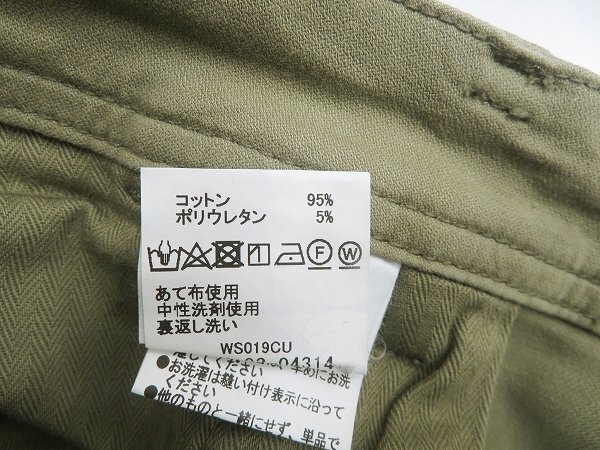 コットン 95%
ポリウレタン 5%
F W
あて布使用
中性洗剤使用
裏返し洗い
WS019CU
04314
してください
●お洗濯は縫い付け表示に沿って
ください
●他のものと一緒にせず、単品で